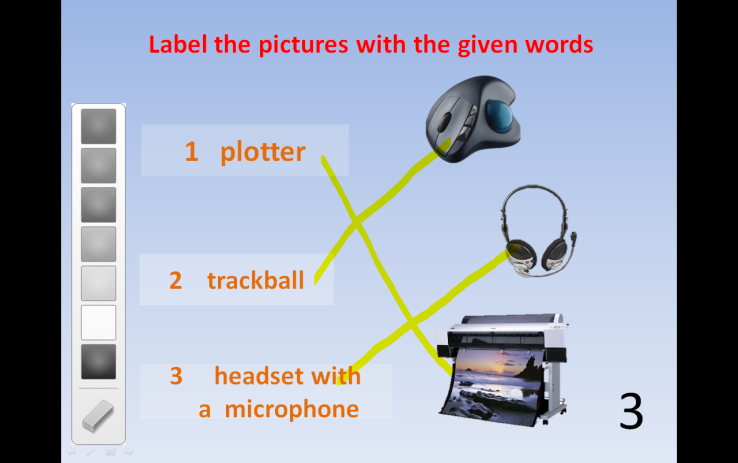 Label the pictures with the given words
1 plotter
2 trackball
3 headset with
a microphone
3